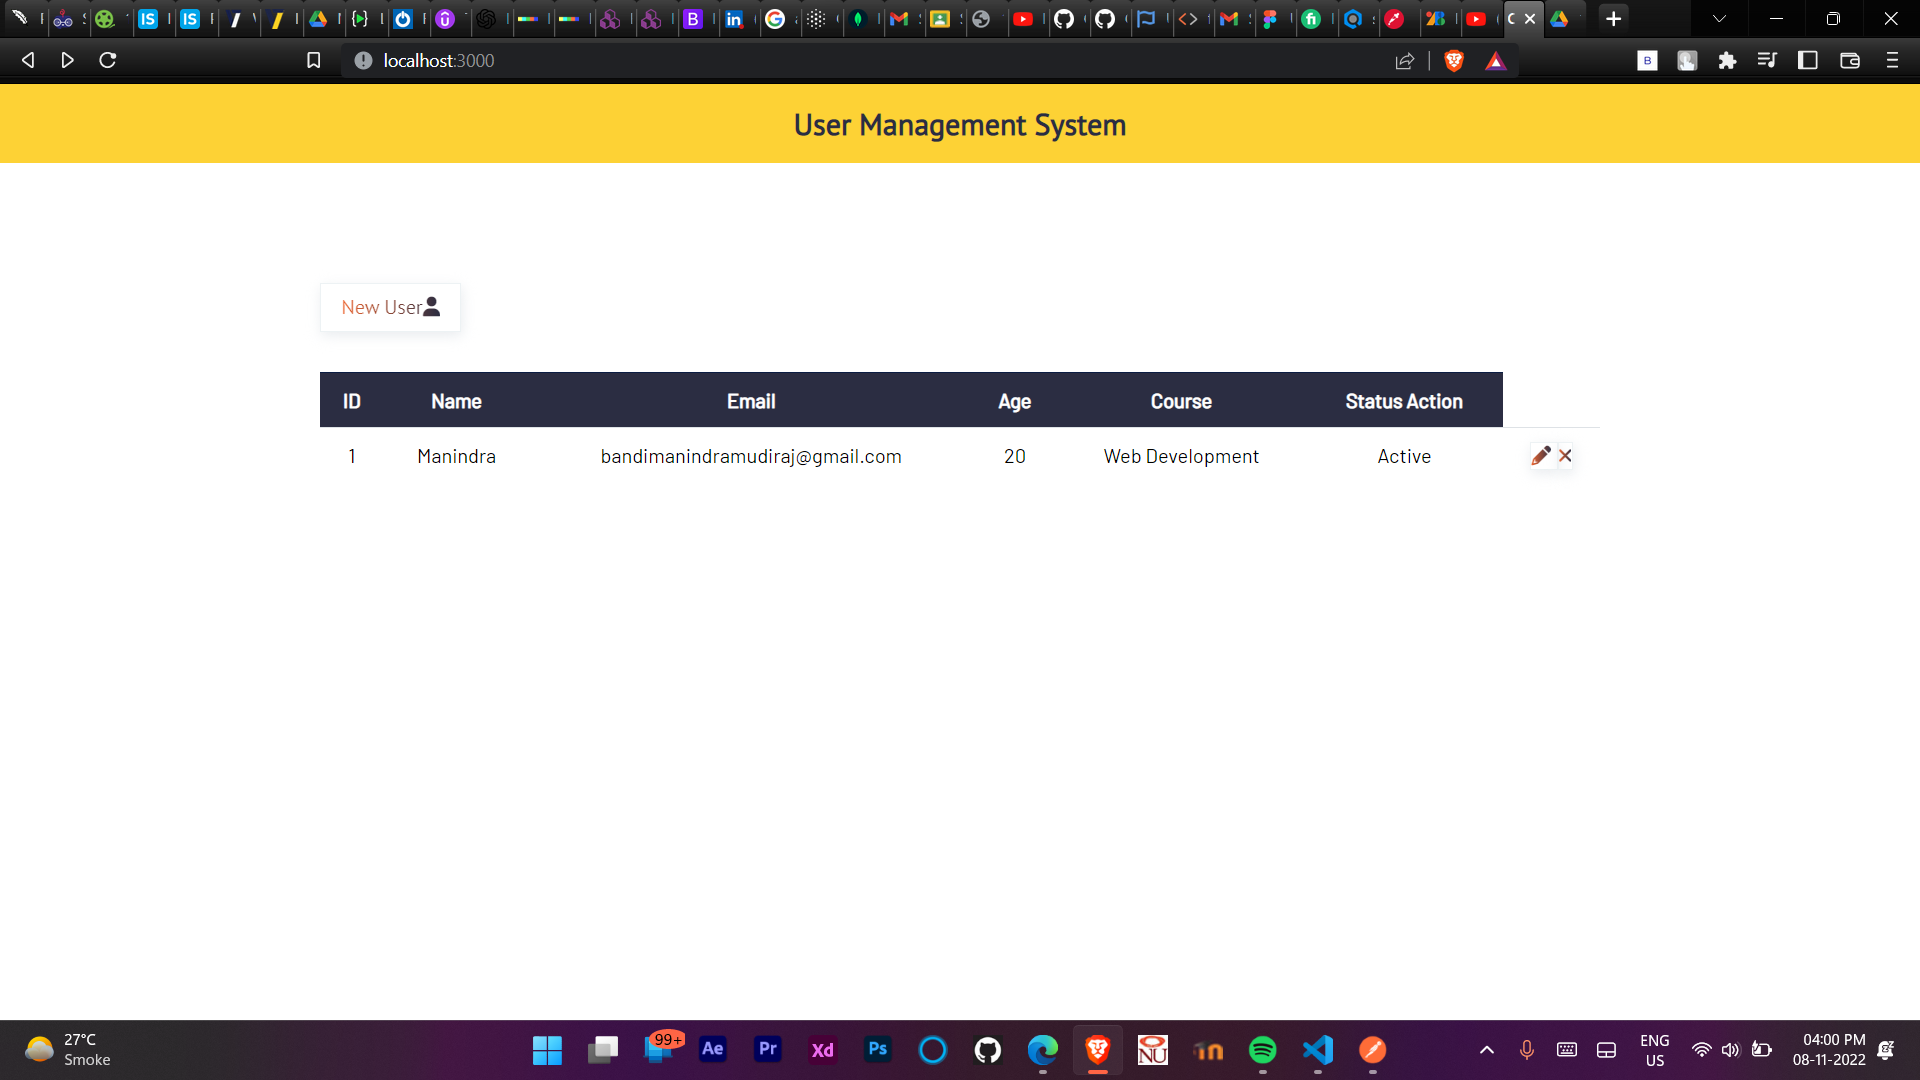 localhost:3000
User Management System
New User
ID Name Email Age Course Status Action
1 Manindra bandimanindramudiraj@gmail.com 20 Web Development Active
27°C
Smoke
99+
Ae Pr Xd Ps
NU
ENG
US
04:00 PM
08-11-2022